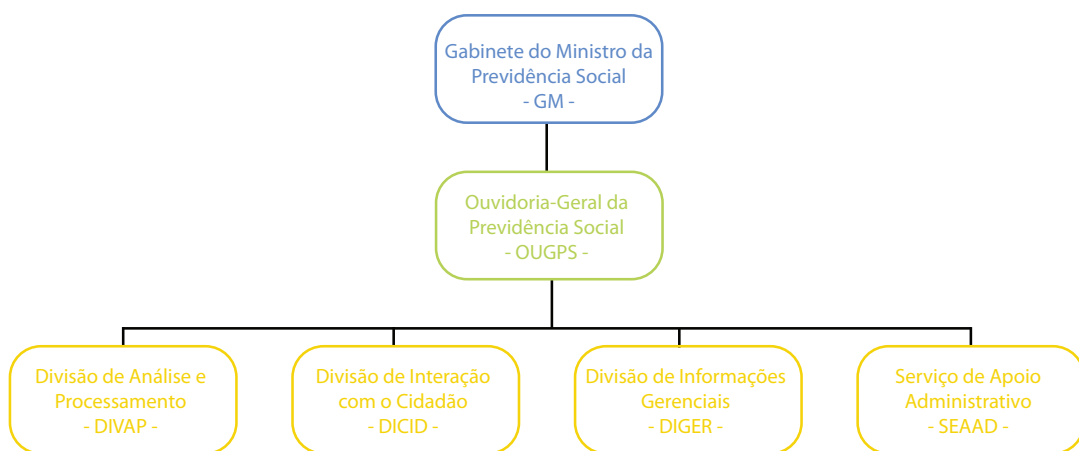 Gabinete do Ministro da
Previdência Social
- GM -
Ouvidoria-Geral da
Previdência Social
- OUGPS -
Divisão de Análise e
Processamento
- DIVAP -
Divisão de Interação
com o Cidadão
- DICID -
Divisão de Informações
Gerenciais
- DIGER -
Serviço de Apoio
Administrativo
- SEAAD -